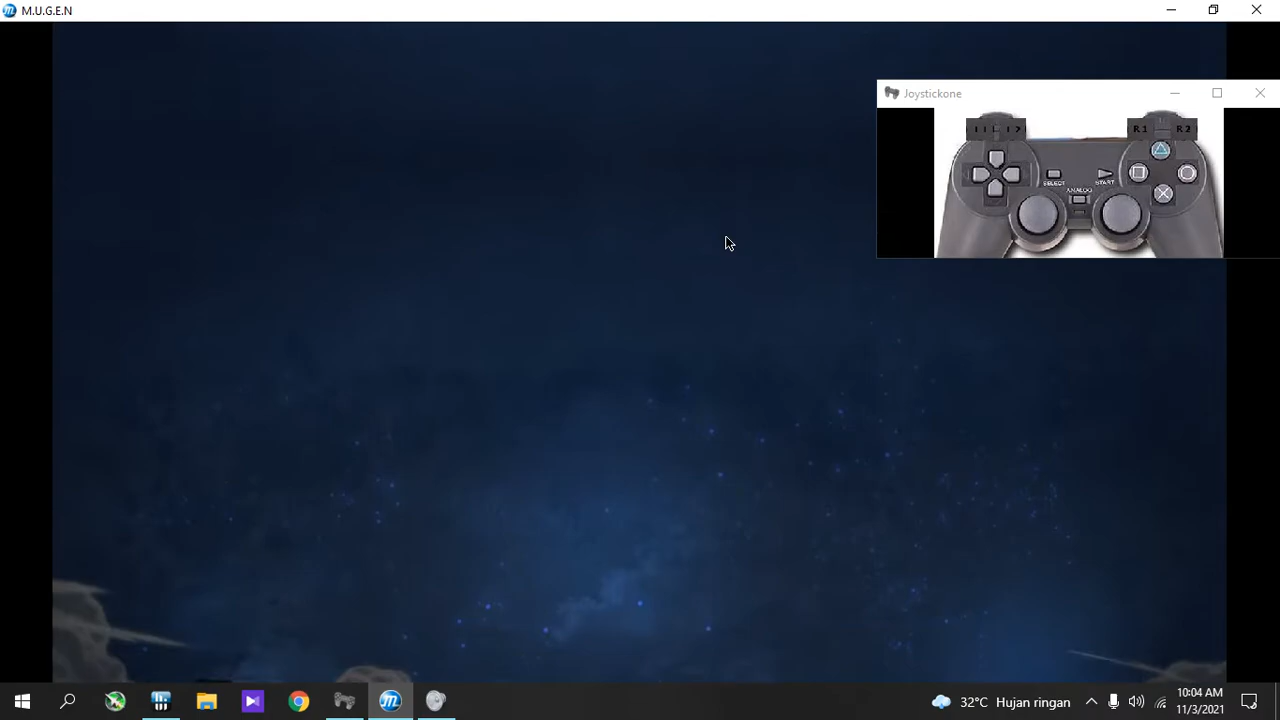 M.U.G.E.N
Joystickone
R1 R2
SELECT
START
ANALOG
32°C Hujan ringan
10:04 AM
11/3/2021